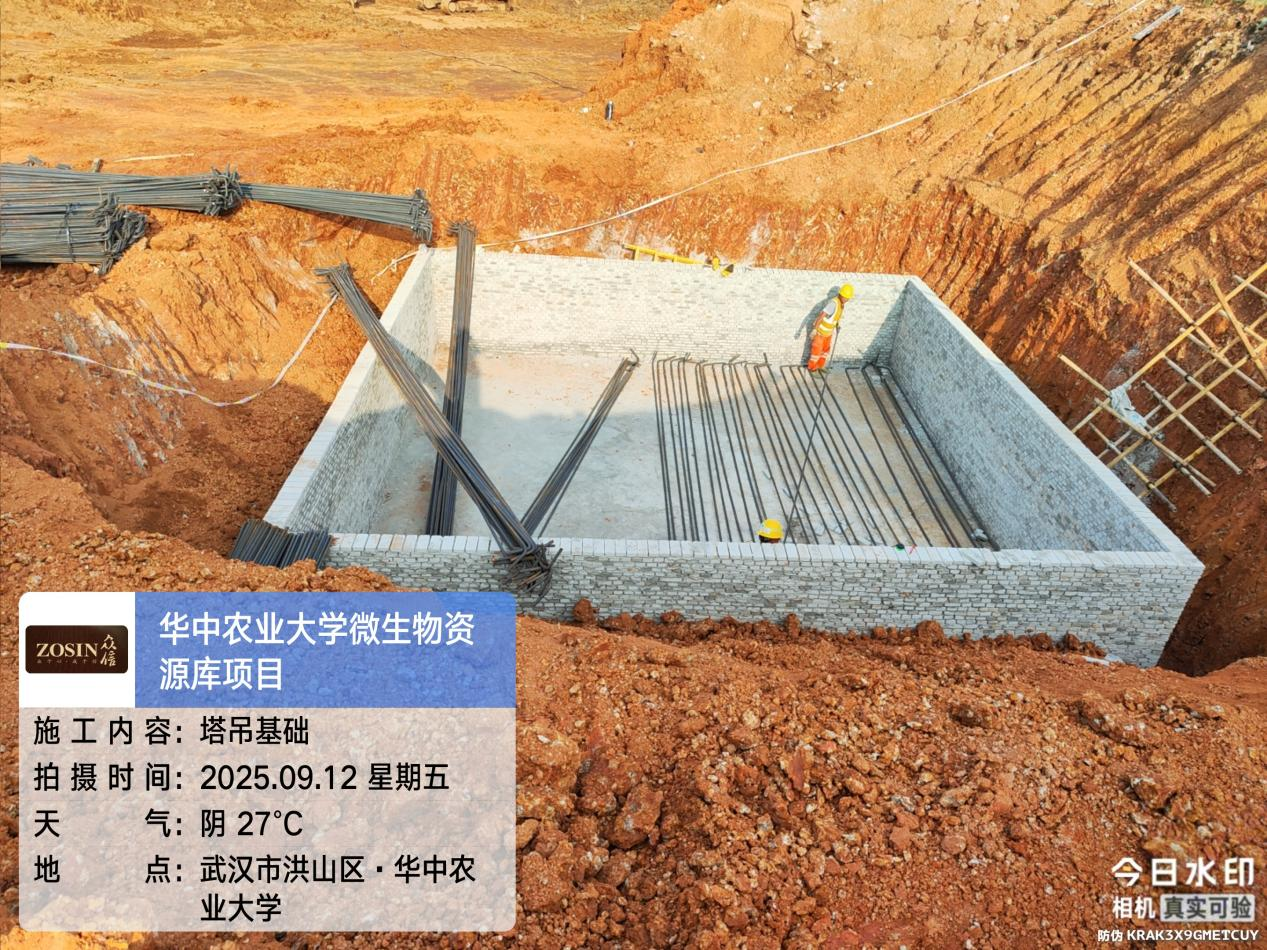 华中农业大学微生物资
源库项目
ZOSIN 众信
施工内容：塔吊基础
拍摄时间：2025.09.12 星期五
天气：阴 27℃
地点：武汉市洪山区·华中农
业大学
今日水印
相机 真实可验
防伪 KRAK3X9GMETCUY